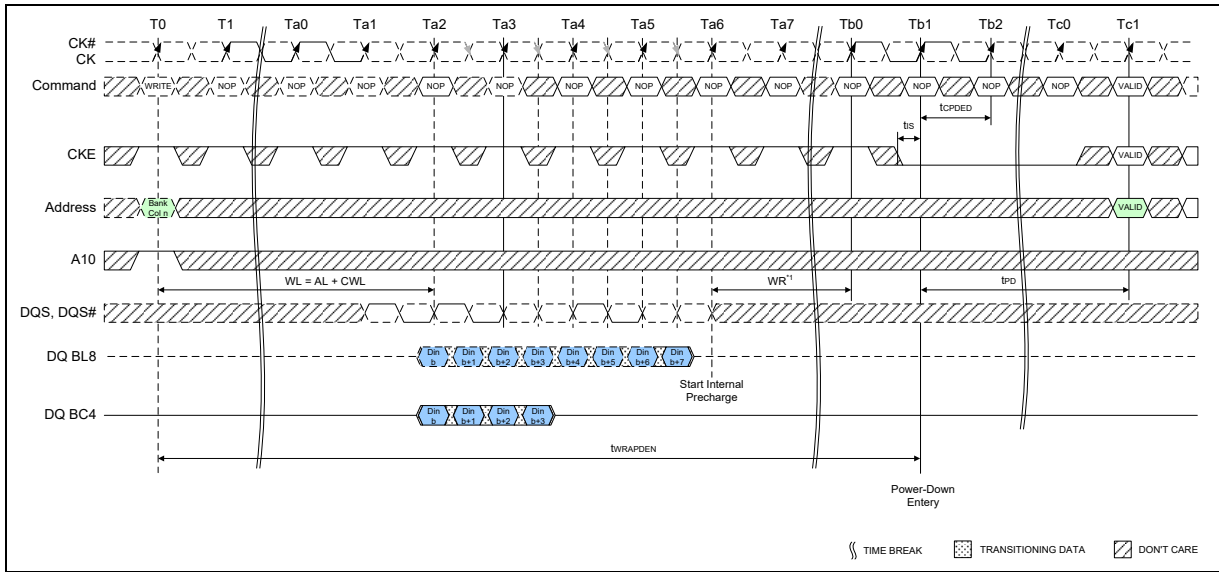 T0 T1 Ta0 Ta1 Ta2 Ta3 Ta4 Ta5 Ta6 Ta7 Tb0 Tb1 Tb2 Tc0 Tc1
CK#
CK
Command WRITE NOP NOP NOP NOP NOP NOP NOP NOP NOP NOP NOP NOP NOP VALID
tCPDED
tIS
CKE VALID
Address Bank Col n VALID
A10
WL = AL + CWL WR*1 tPD
DQS, DQS#
DQ BL8 Din b Din b+1 Din b+2 Din b+3 Din b+4 Din b+5 Din b+6 Din b+7
Start Internal
Precharge
DQ BC4 Din b Din b+1 Din b+2 Din b+3
tWRAPDEN
Power-Down
Entery
TIME BREAK TRANSITIONING DATA DON'T CARE